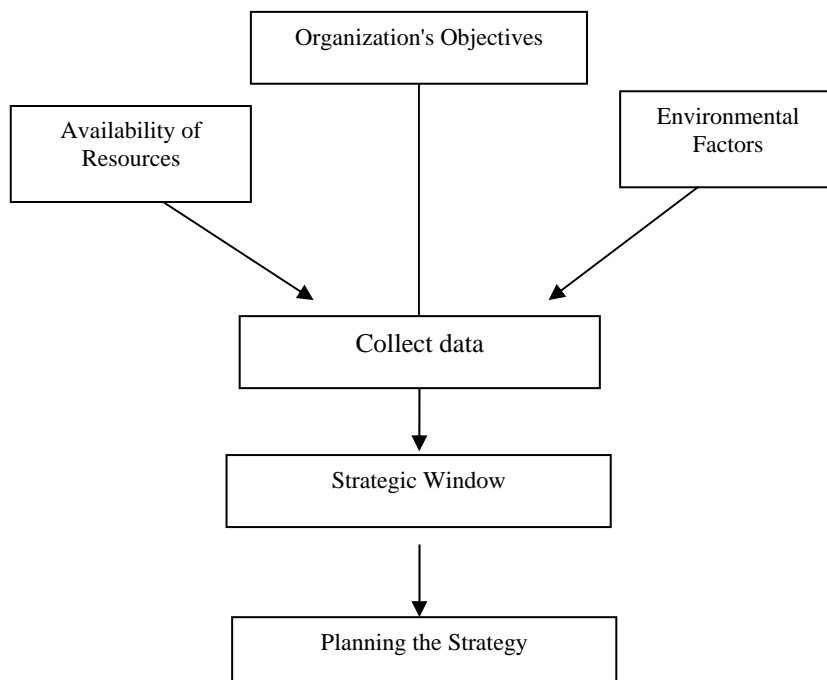 Organization's Objectives
Availability of
Resources
Environmental
Factors
Collect data
Strategic Window
Planning the Strategy